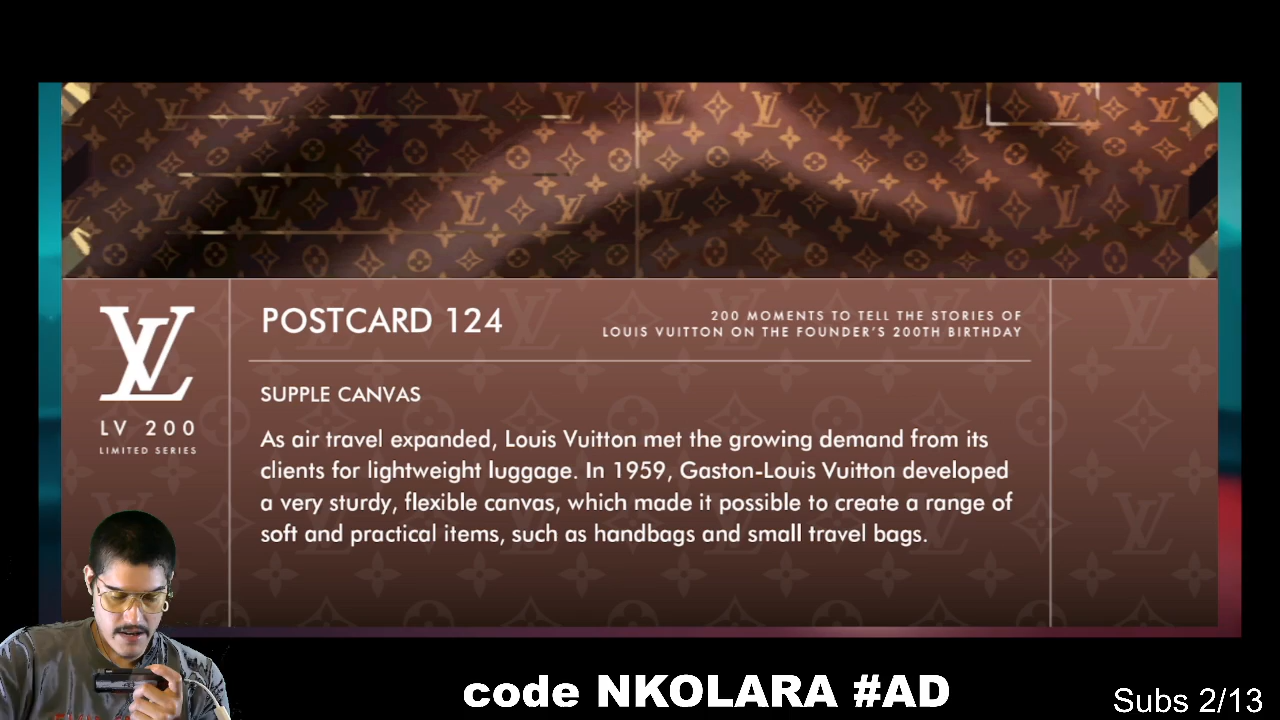 POSTCARD 124
200 MOMENTS TO TELL THE STORIES OF
LOUIS VUITTON ON THE FOUNDER'S 200TH BIRTHDAY
LV
LV 200
LIMITED SERIES
SUPPLE CANVAS
As air travel expanded, Louis Vuitton met the growing demand from its
clients for lightweight luggage. In 1959, Gaston-Louis Vuitton developed
a very sturdy, flexible canvas, which made it possible to create a range of
soft and practical items, such as handbags and small travel bags.
code NKOLARA #AD
Subs 2/13